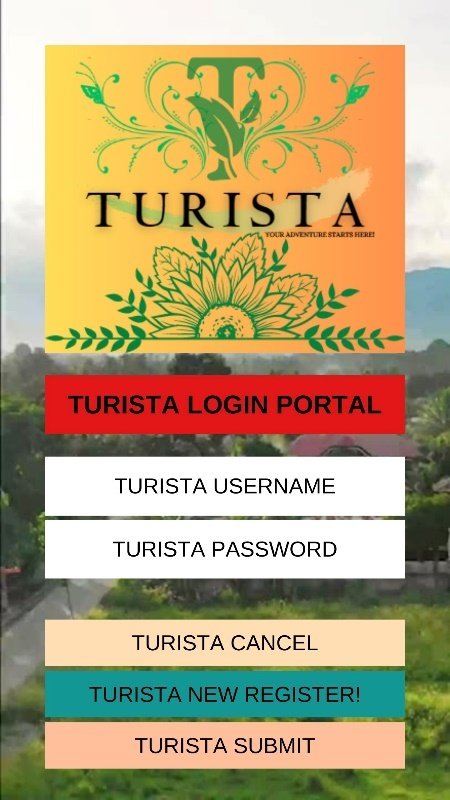 T
TURISTA
YOUR ADVENTURE STARTS HERE!
TURISTA LOGIN PORTAL
TURISTA USERNAME
TURISTA PASSWORD
TURISTA CANCEL
TURISTA NEW REGISTER!
TURISTA SUBMIT